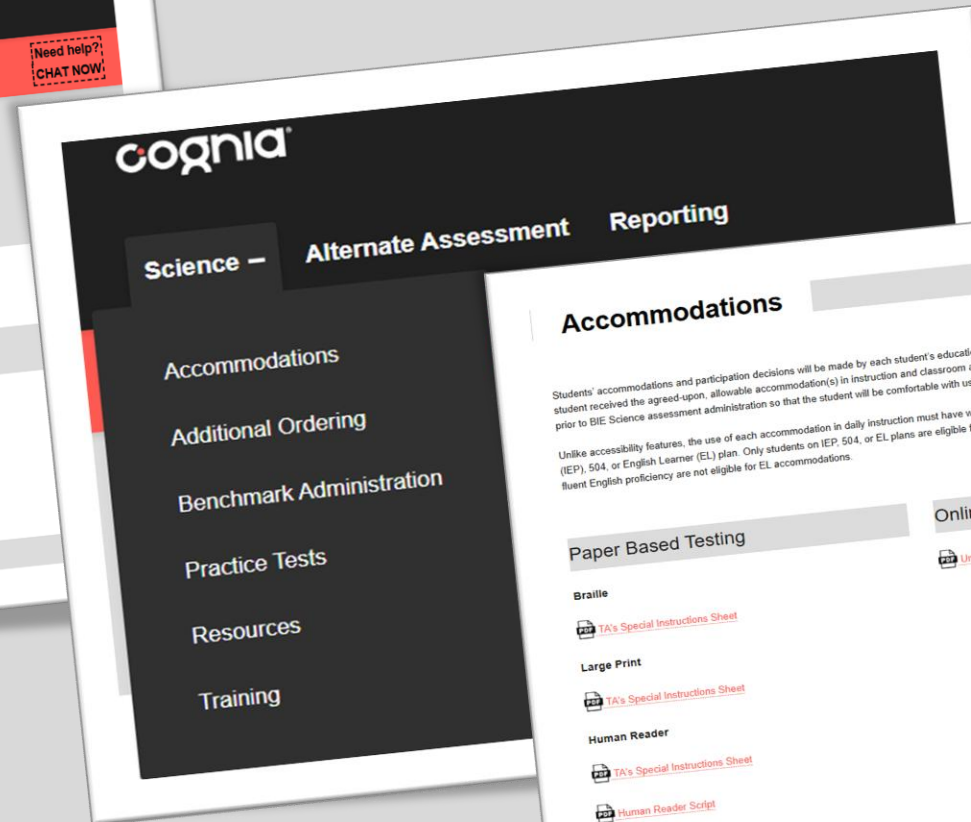 Need help?
CHAT NOW
cognia
Science – Alternate Assessment Reporting
Accommodations
Additional Ordering
Benchmark Administration
Practice Tests
Resources
Training
Accommodations
Students' accommodations and participation decisions will be made by each student's
student received the agreed-upon, allowable accommodation(s) in instruction and classroom
prior to BIE Science assessment administration so that the student will be comfortable with
Unlike accessibility features, the use of each accommodation in daily instruction must have
(IEP), 504, or English Learner (EL) plan. Only students on IEP, 504, or EL plans are eligible
fluent English proficiency are not eligible for EL accommodations.
Paper Based Testing
Braille
PDF TA's Special Instructions Sheet
Large Print
PDF TA's Special Instructions Sheet
Human Reader
PDF TA's Special Instructions Sheet
PDF Human Reader Script
PDF